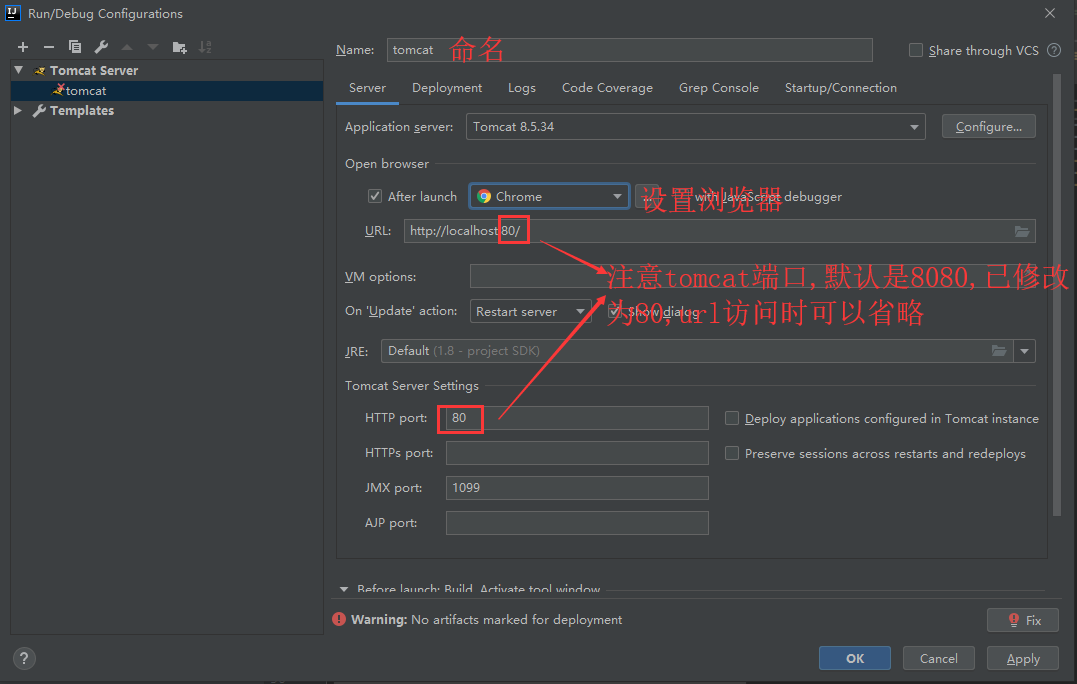 Run/Debug Configurations
Name: tomcat 命名 Share through VCS ?
Tomcat Server
tomcat
Templates
Server Deployment Logs Code Coverage Grep Console Startup/Connection
Application server: Tomcat 8.5.34 Configure...
Open browser
After launch Chrome ... with JavaScript debugger
设置浏览器
URL: http://localhost:80/
注意tomcat端口,默认是8080,已修改
为80,url访问时可以省略
VM options:
On 'Update' action: Restart server Show dialog
JRE: Default (1.8 - project SDK)
Tomcat Server Settings
HTTP port: 80 Deploy applications configured in Tomcat instance
HTTPs port: Preserve sessions across restarts and redeploys
JMX port: 1099
AJP port:
Before launch: Build, Activate tool window
Warning: No artifacts marked for deployment Fix
? OK Cancel Apply